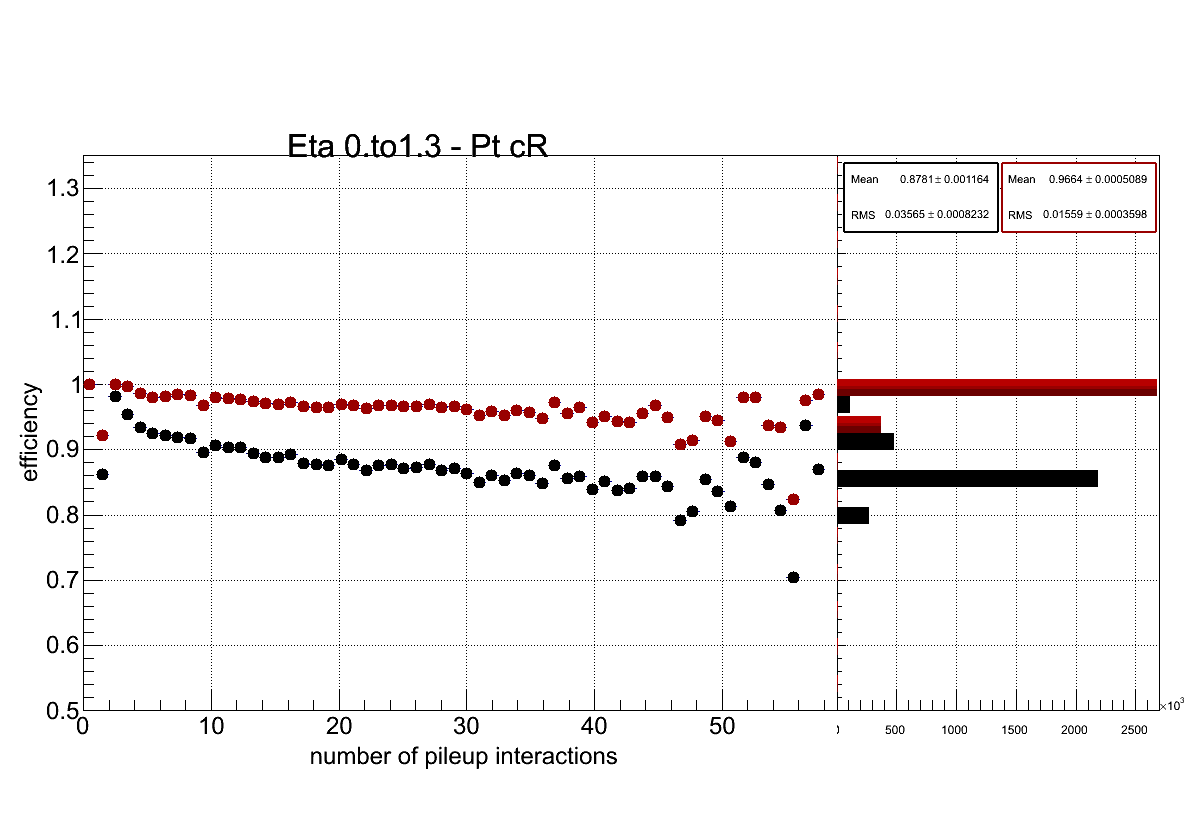 Eta 0.to1.3 - Pt cR
Mean 0.8781 ± 0.001164
RMS 0.03565 ± 0.0008232
Mean 0.9664 ± 0.0005089
RMS 0.01559 ± 0.0003598
efficiency
1.3
1.2
1.1
1
0.9
0.8
0.7
0.6
0.5
0 10 20 30 40 50
number of pileup interactions
500 1000 1500 2000 2500
×10³